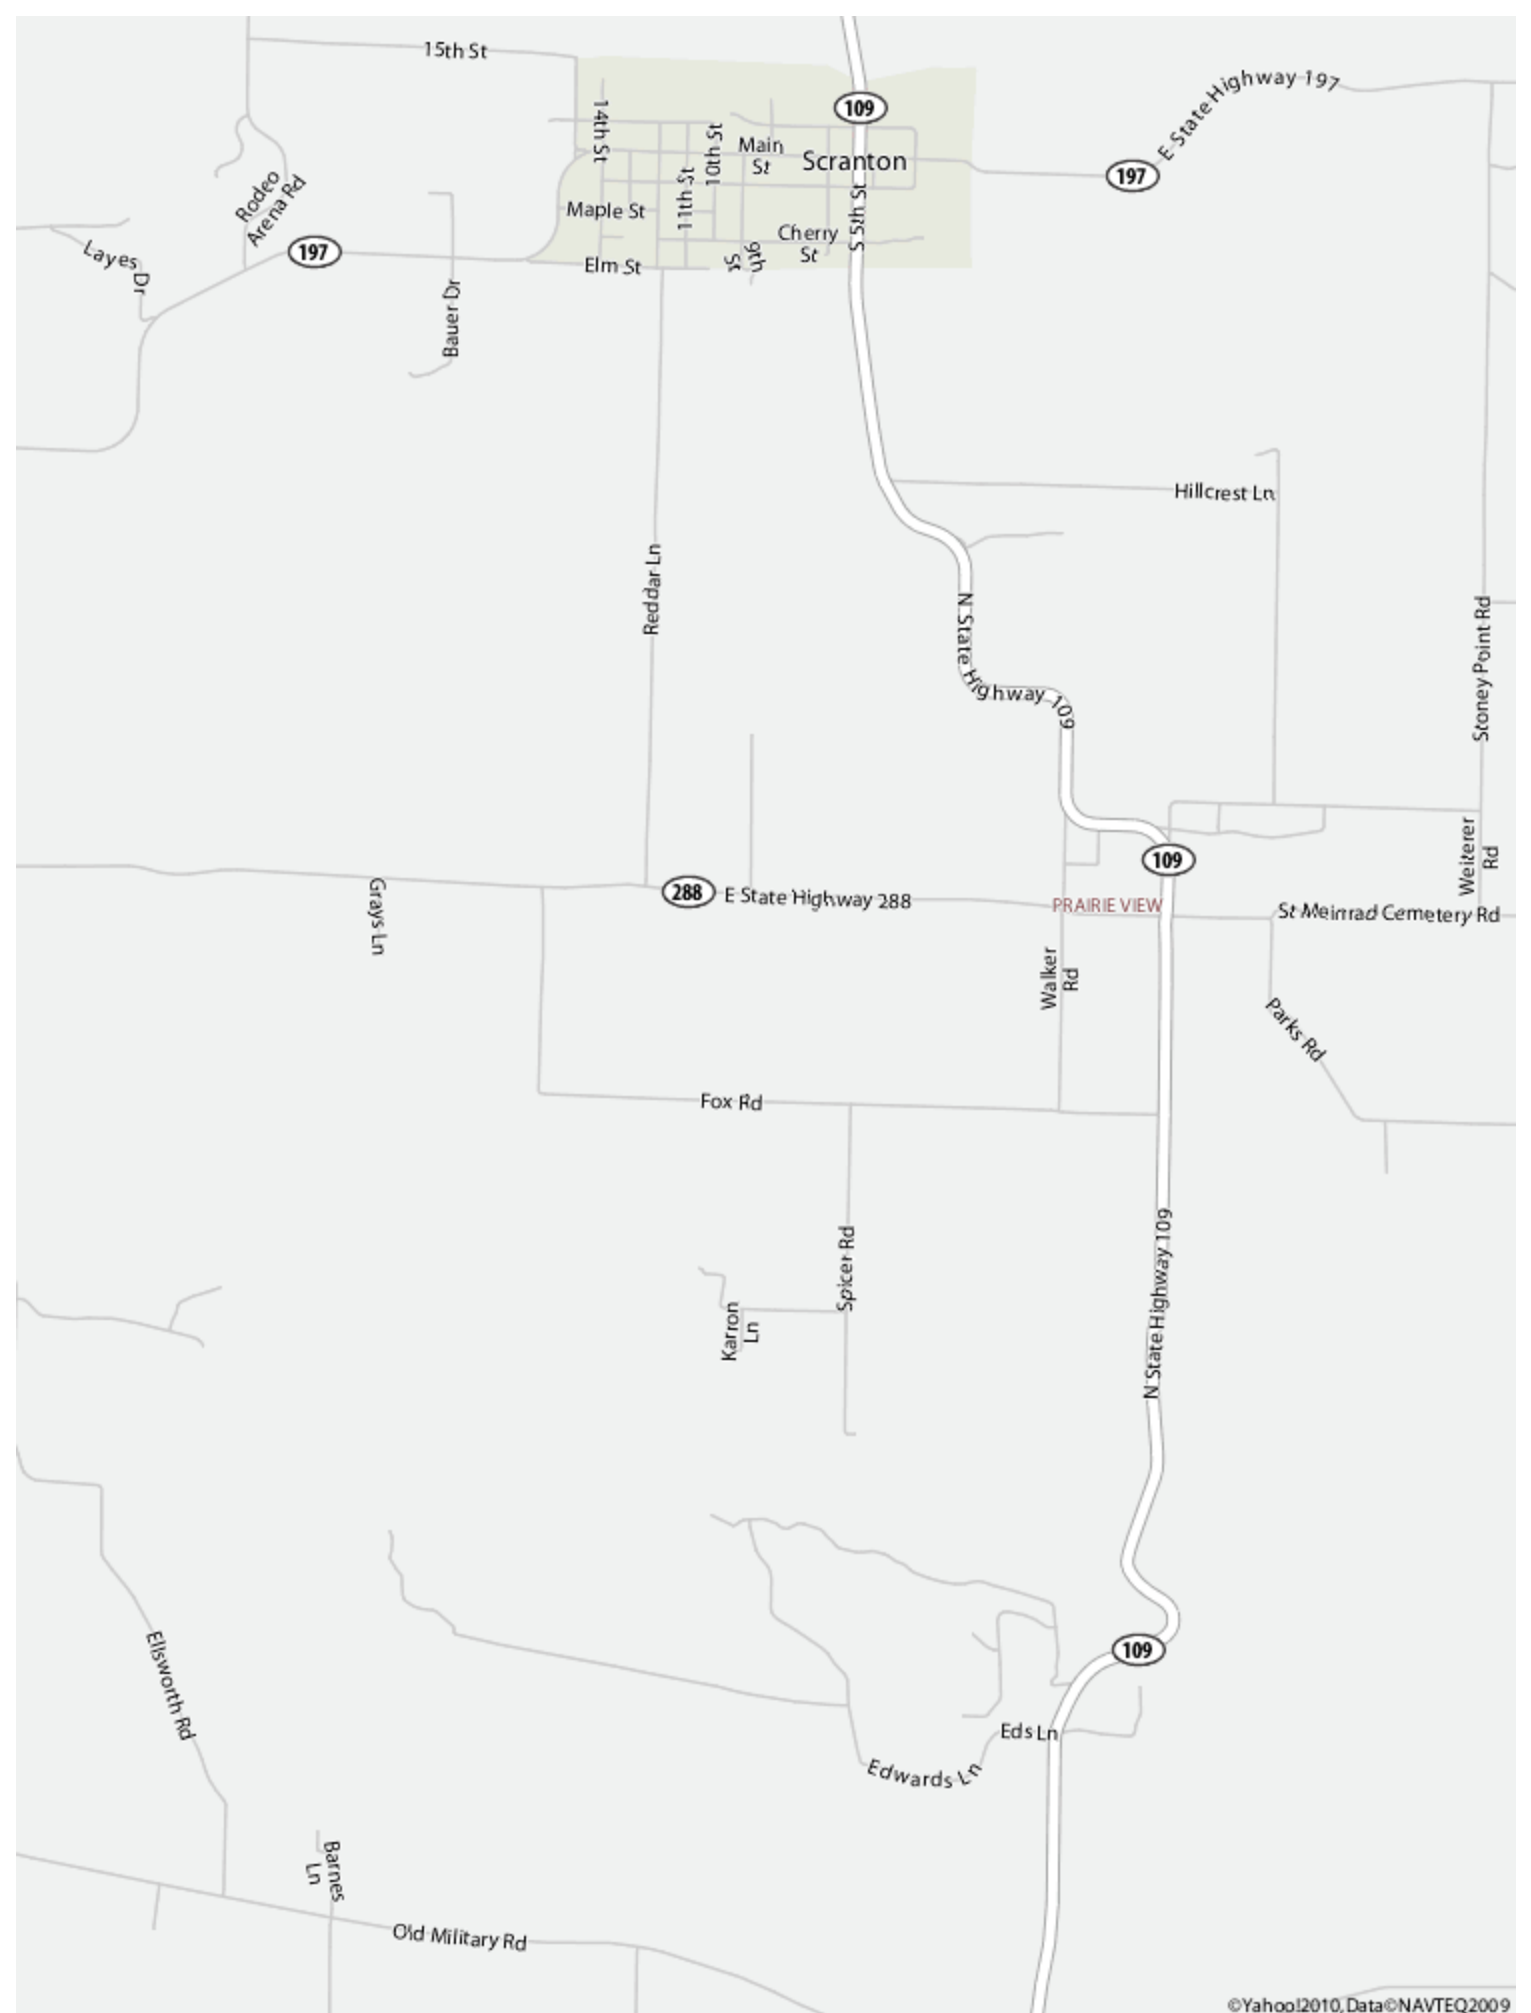 15th St
109
E State Highway 197
14th St
10th St
Main
St
Scranton
197
11th St
Rodeo
Arena Rd
Maple St
S 5th St
Cherry
St
197
Layes Dr
9th
St
Elm St
Bauer Dr
Hillcrest Ln
Reddar Ln
N State Highway 109
Stoney Point Rd
109
Weiterer
Rd
288
E State Highway 288
PRAIRIE VIEW
St Meinrad Cemetery Rd
Grays Ln
Walker
Rd
Parks Rd
Fox Rd
Spicer Rd
N State Highway 109
Karron
Ln
Ellsworth Rd
109
Eds Ln
Edwards Ln
Barnes
Ln
Old Military Rd
©Yahoo!2010, Data©NAVTEQ2009